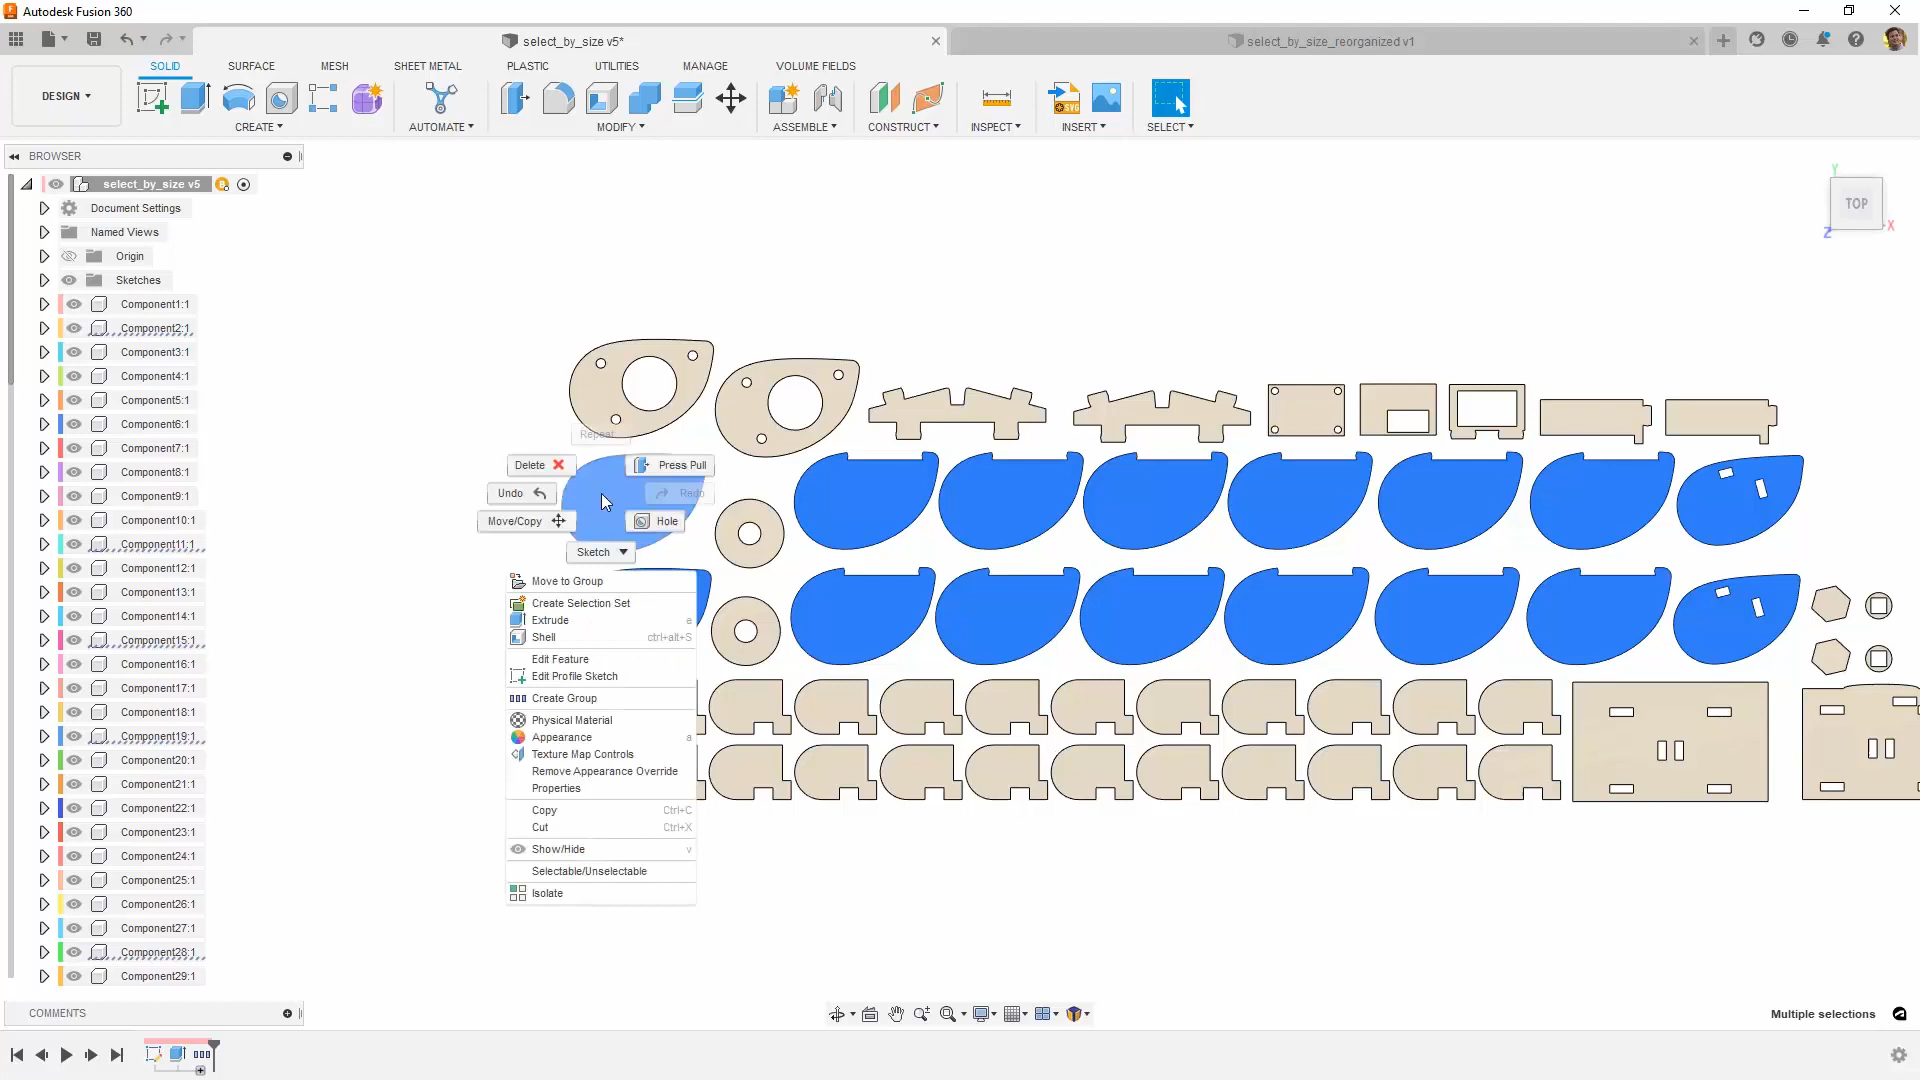 Autodesk Fusion 360
select_by_size v5*
select_by_size_reorganized v1
SOLID SURFACE MESH SHEET METAL PLASTIC UTILITIES MANAGE VOLUME FIELDS
DESIGN
CREATE AUTOMATE MODIFY ASSEMBLE CONSTRUCT INSPECT INSERT SELECT
SVG
BROWSER
select_by_size v5
Document Settings
Named Views
Origin
Sketches
Component1:1
Component2:1
Component3:1
Component4:1
Component5:1
Component6:1
Component7:1
Component8:1
Component9:1
Component10:1
Component11:1
Component12:1
Component13:1
Component14:1
Component15:1
Component16:1
Component17:1
Component18:1
Component19:1
Component20:1
Component21:1
Component22:1
Component23:1
Component24:1
Component25:1
Component26:1
Component27:1
Component28:1
Component29:1
Y
TOP
X
Z
Repeat
Delete
Press Pull
Undo
Redo
Move/Copy
Hole
Sketch
Move to Group
Create Selection Set
Extrude e
Shell ctrl+alt+S
Edit Feature
Edit Profile Sketch
Create Group
Physical Material
Appearance a
Texture Map Controls
Remove Appearance Override
Properties
Copy Ctrl+C
Cut Ctrl+X
Show/Hide v
Selectable/Unselectable
Isolate
COMMENTS
Multiple selections